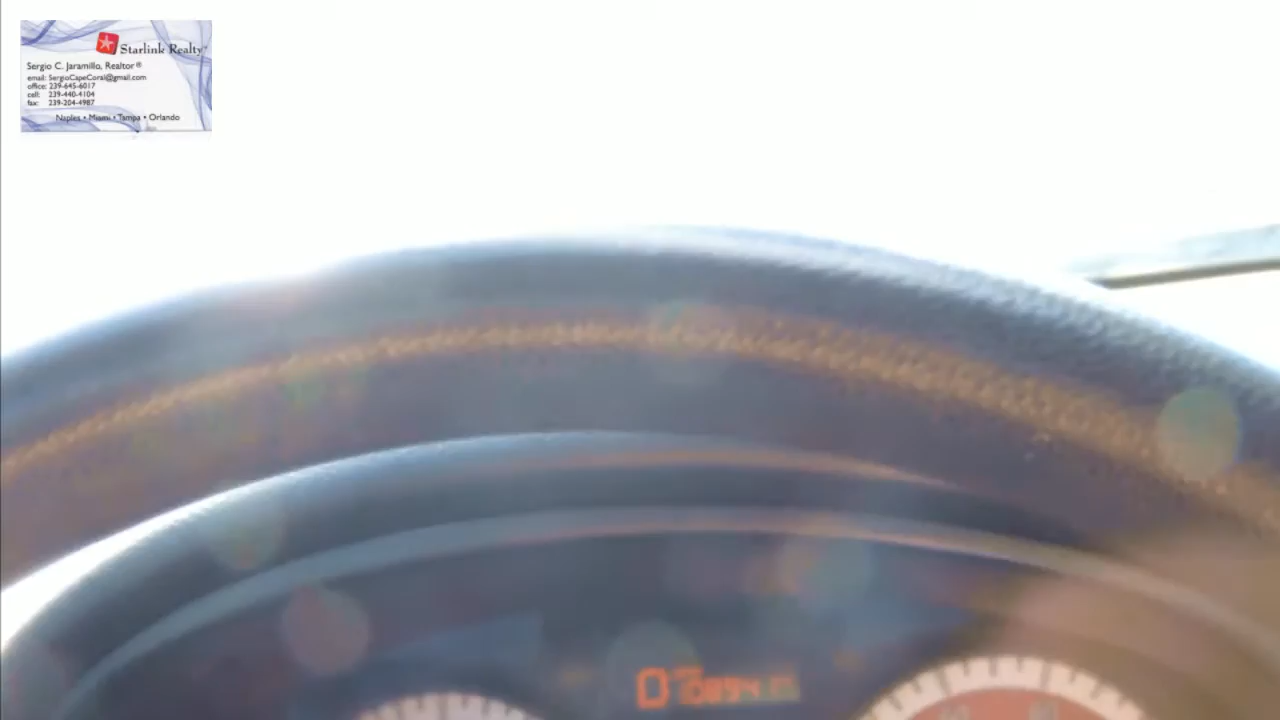 Starlink Realty
Sergio C. Jaramillo, Realtor®
email: SergioCapeCoral@gmail.com
office: 239-645-6017
cell: 239-440-4104
fax: 239-204-4987
Naples • Miami • Tampa • Orlando